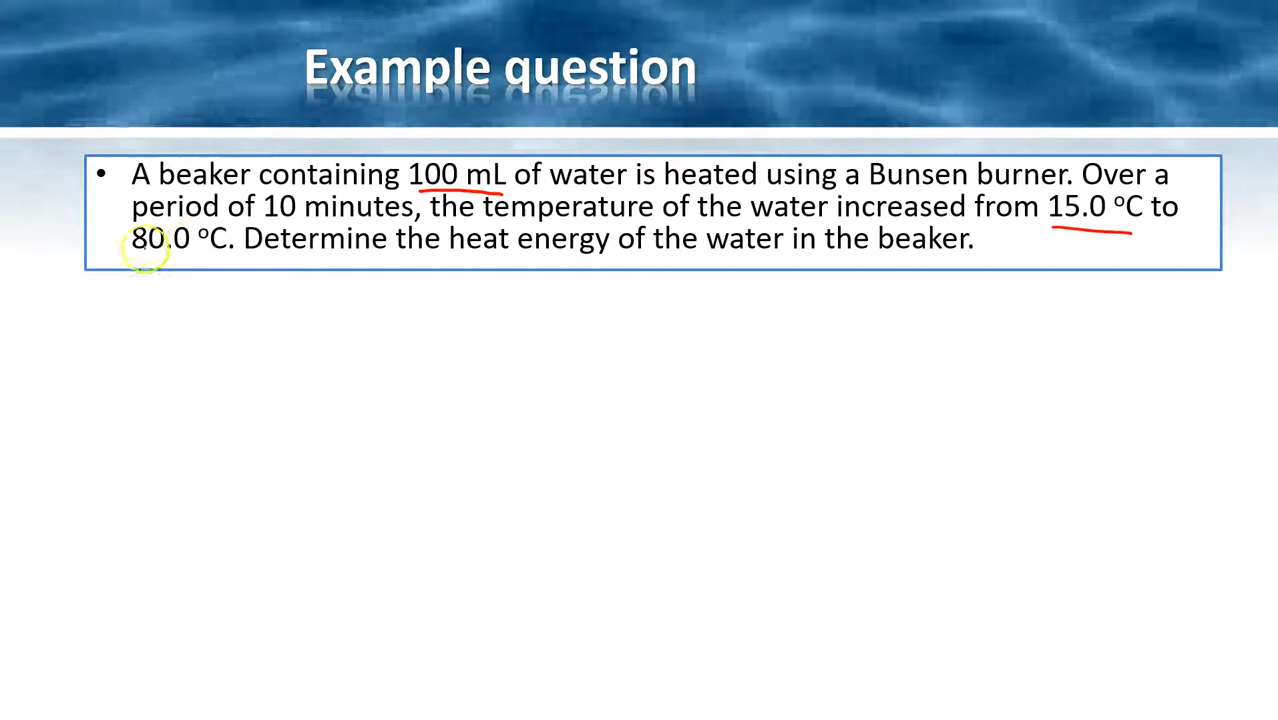 Example question
• A beaker containing 100 mL of water is heated using a Bunsen burner. Over a
period of 10 minutes, the temperature of the water increased from 15.0 ᵒC to
80.0 ᵒC. Determine the heat energy of the water in the beaker.